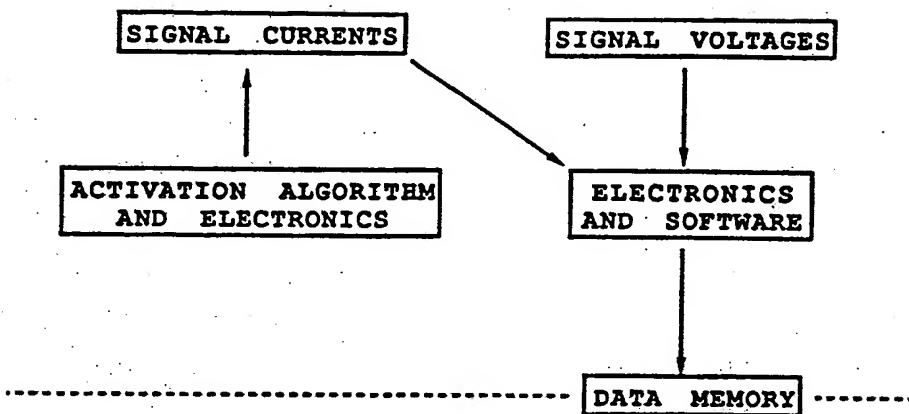 SIGNAL CURRENTS
SIGNAL VOLTAGES
ACTIVATION ALGORITHM
AND ELECTRONICS
ELECTRONICS
AND SOFTWARE
DATA MEMORY